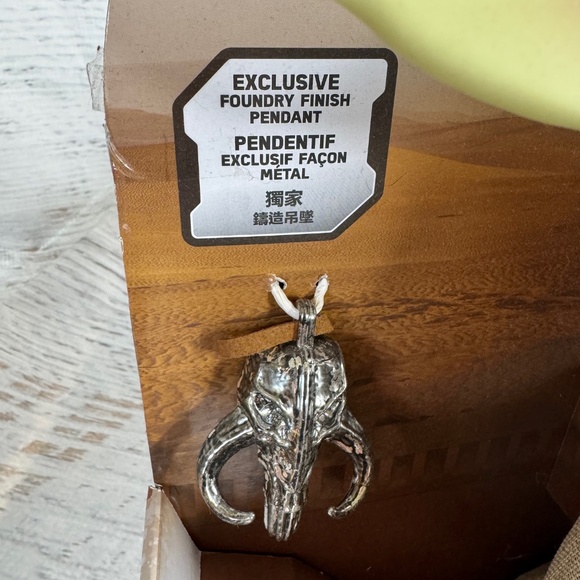 EXCLUSIVE
FOUNDRY FINISH
PENDANT
PENDENTIF
EXCLUSIF FAÇON
MÉTAL
獨家
鑄造吊墜